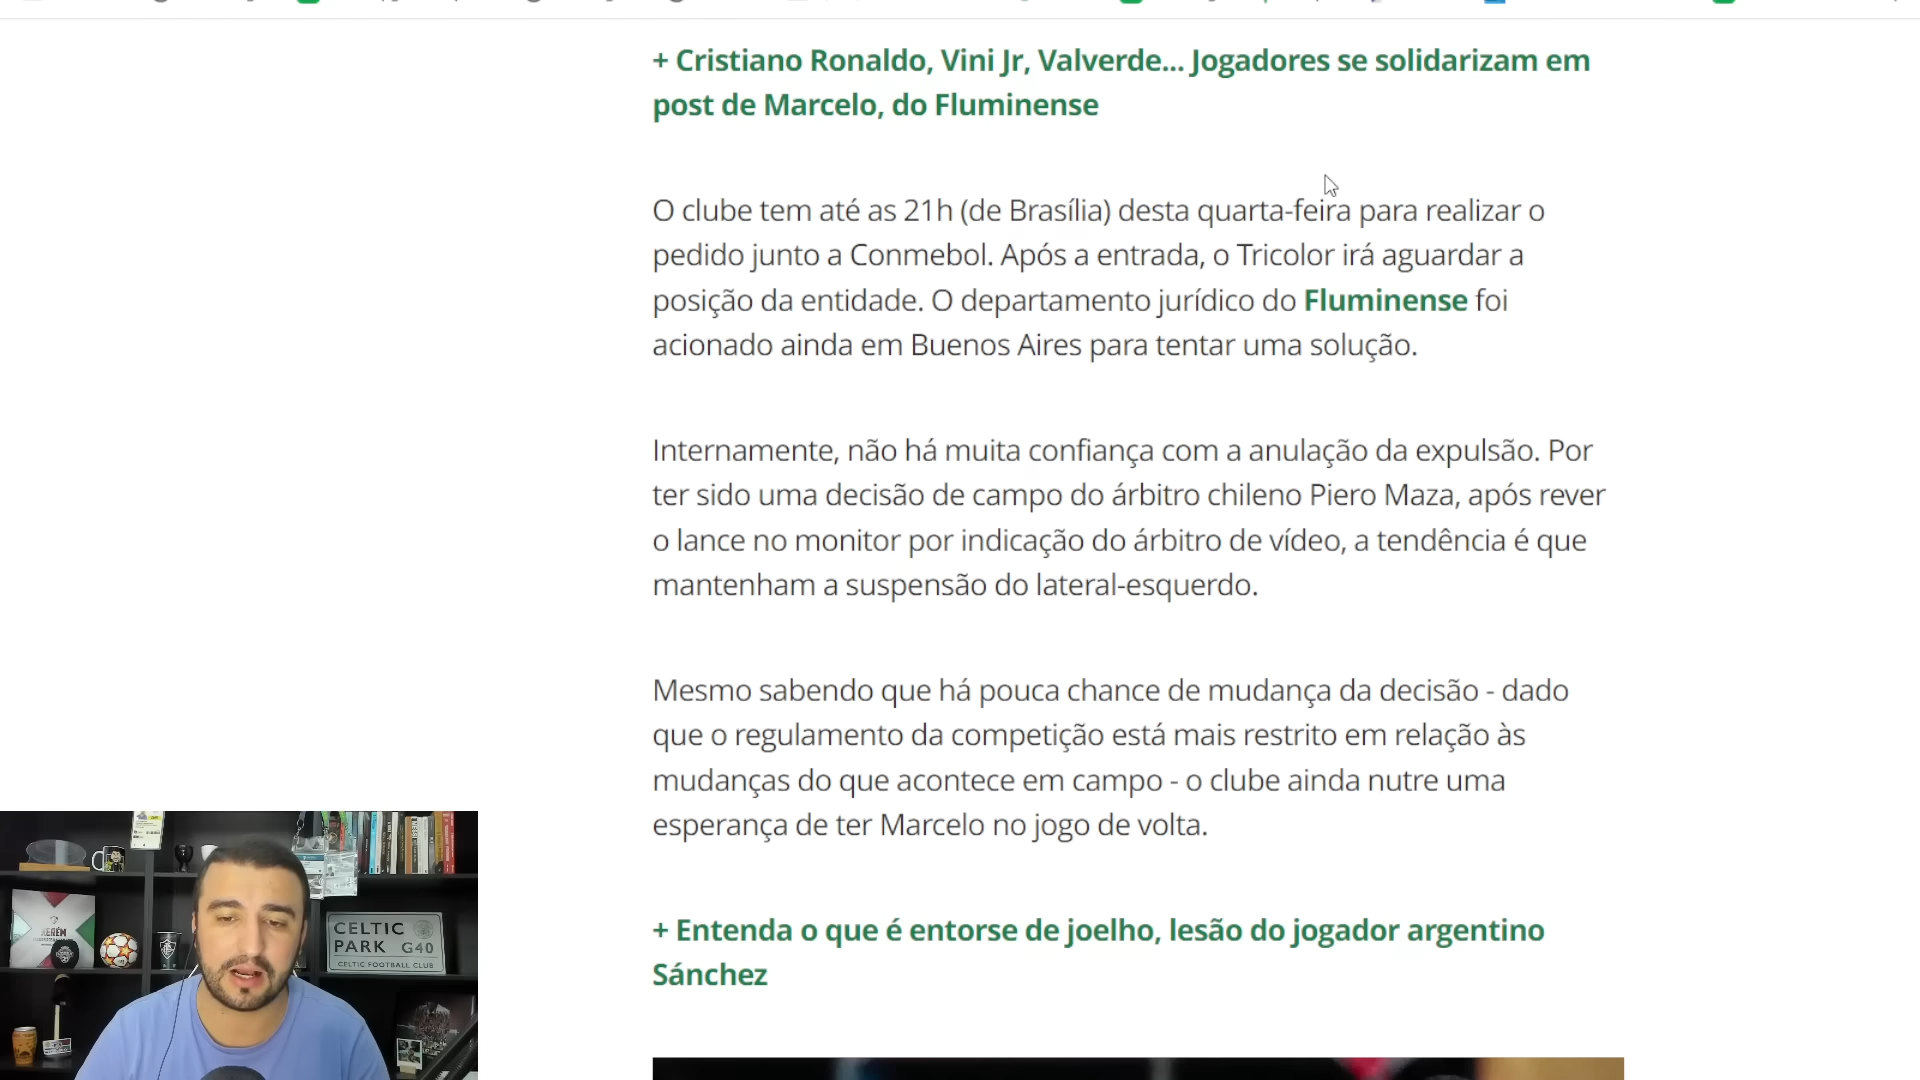 + Cristiano Ronaldo, Vini Jr, Valverde... Jogadores se solidarizam em
post de Marcelo, do Fluminense
O clube tem até as 21h (de Brasília) desta quarta-feira para realizar o
pedido junto a Conmebol. Após a entrada, o Tricolor irá aguardar a
posição da entidade. O departamento jurídico do Fluminense foi
acionado ainda em Buenos Aires para tentar uma solução.
Internamente, não há muita confiança com a anulação da expulsão. Por
ter sido uma decisão de campo do árbitro chileno Piero Maza, após rever
o lance no monitor por indicação do árbitro de vídeo, a tendência é que
mantenham a suspensão do lateral-esquerdo.
Mesmo sabendo que há pouca chance de mudança da decisão - dado
que o regulamento da competição está mais restrito em relação às
mudanças do que acontece em campo - o clube ainda nutre uma
esperança de ter Marcelo no jogo de volta.
+ Entenda o que é entorse de joelho, lesão do jogador argentino
Sánchez
CELTIC
PARK G40
CELTIC FOOTBALL CLUB